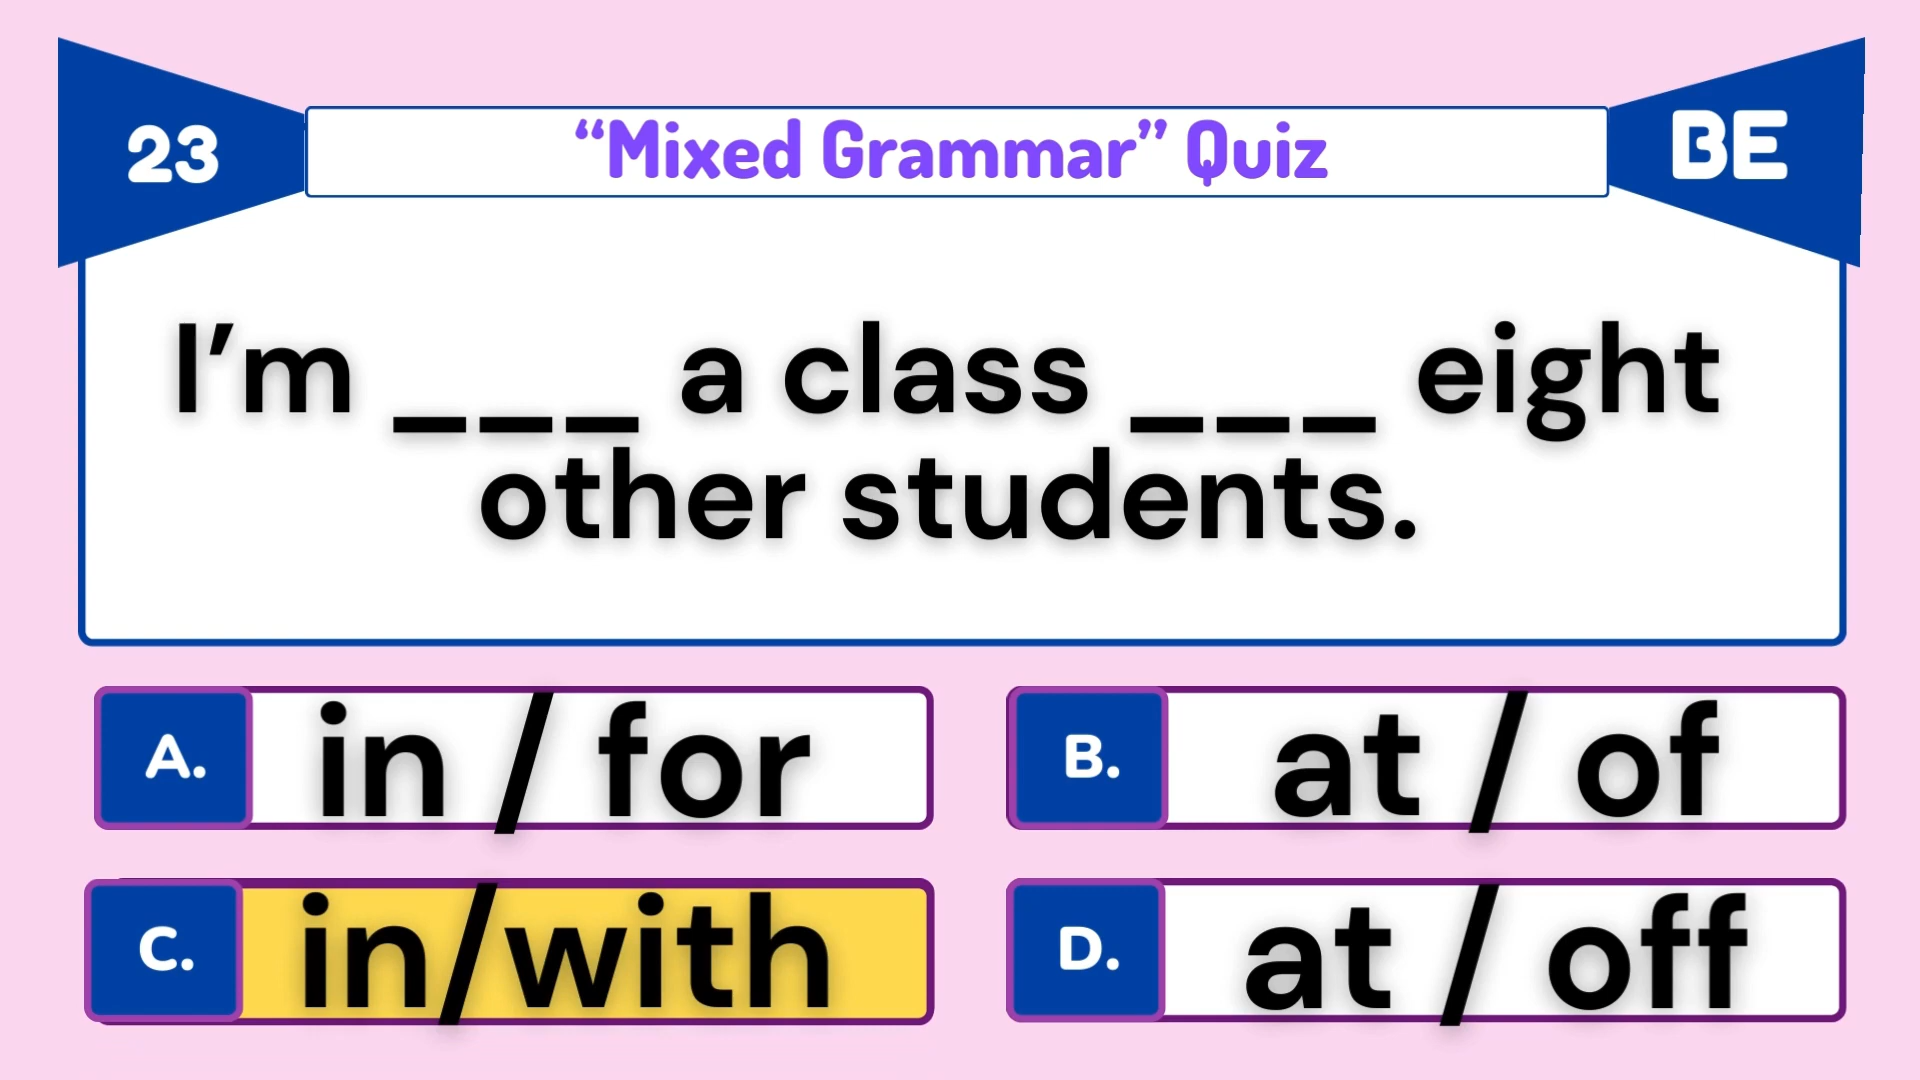 23
“Mixed Grammar” Quiz
BE
I’m ___ a class ___ eight
other students.
A. in / for
B. at / of
C. in/with
D. at / off